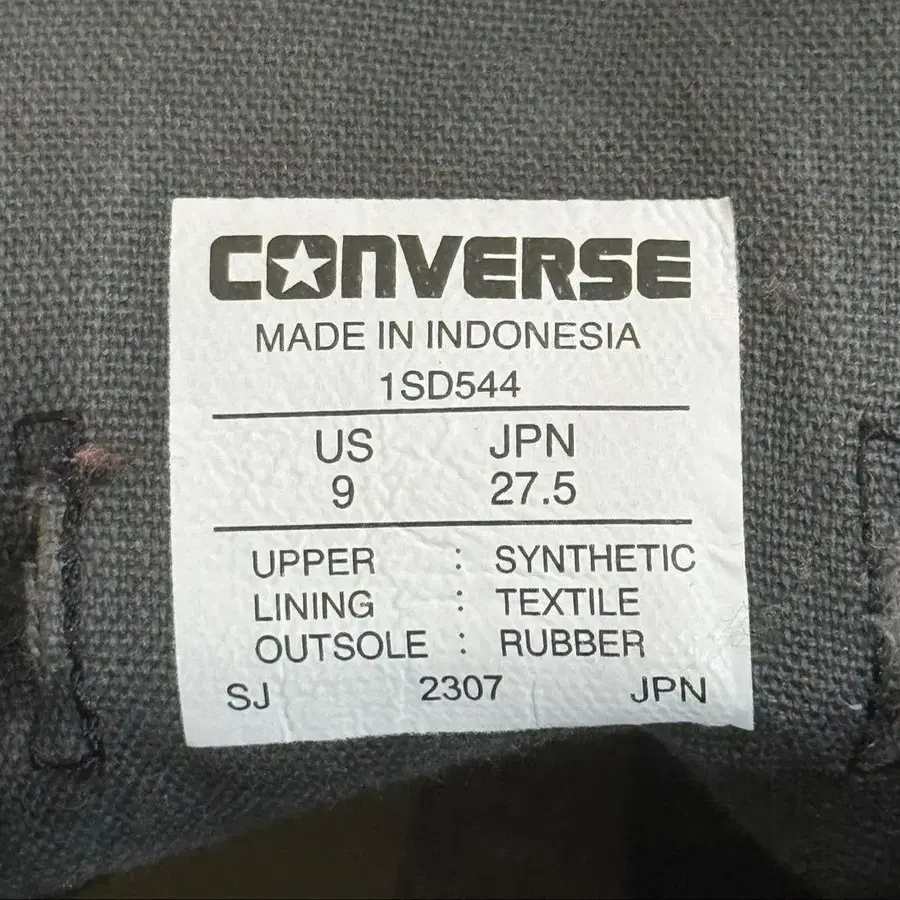 CONVERSE
MADE IN INDONESIA
1SD544
US JPN
9 27.5
UPPER : SYNTHETIC
LINING : TEXTILE
OUTSOLE : RUBBER
SJ 2307 JPN